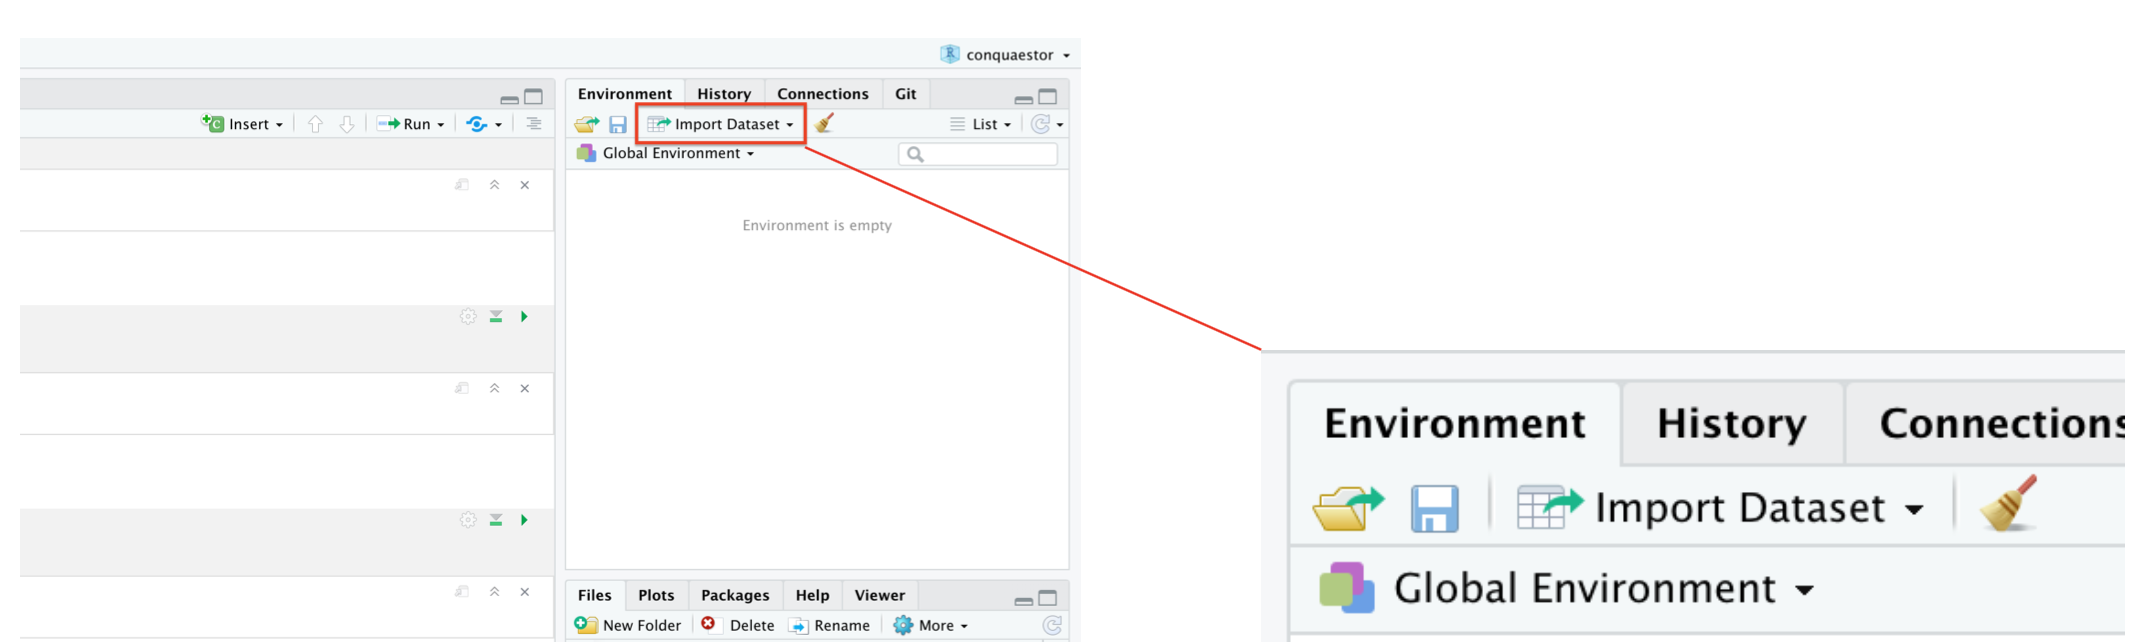 conquaestor
Environment History Connections Git
Insert Run
Import Dataset List
Global Environment
Environment is empty
Files Plots Packages Help Viewer
New Folder Delete Rename More
Environment History Connections
Import Dataset
Global Environment